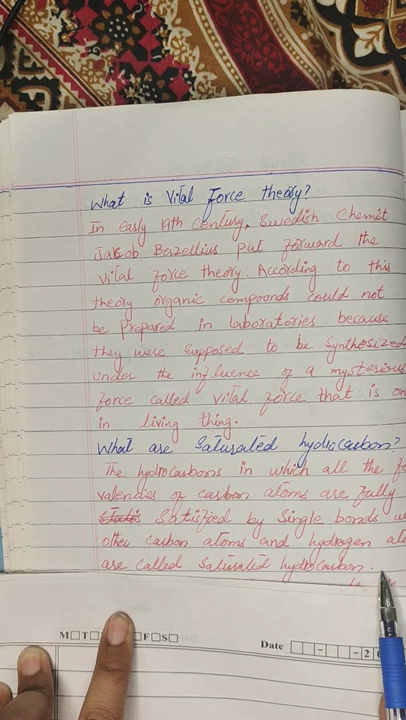 What is Vital Force theory?
In early 19th Century, Swedish Chemist
Jakob Berzellius put forward the
vital force theory. According to this
theory organic compounds could not
be prepared in laboratories because
they were supposed to be synthesized
under the influence of a mysterious
force called vital force that is on
in living thing.
What are Saturated hydrocarbon?
The hydrocarbons in which all the fo
valencies of carbon atoms are fully
Satisfied by Single bonds w
other carbon atoms and hydrogen ato
are called Saturated hydrocarbon.
M T F S
Date - - 2